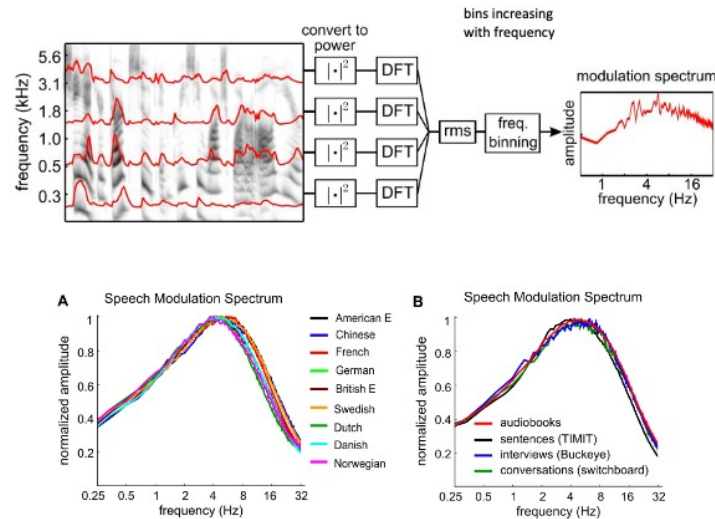 bins increasing
with frequency
convert to
power
5.6
3.1
1.8
1.0
0.5
0.3
frequency (kHz)
|•|²
DFT
|•|²
DFT
|•|²
DFT
|•|²
DFT
rms
freq.
binning
modulation spectrum
amplitude
1
4
16
frequency (Hz)
A
Speech Modulation Spectrum
normalized amplitude
1
0.8
0.6
0.4
0.2
0.25
0.5
1
2
4
8
16
32
frequency (Hz)
American E
Chinese
French
German
British E
Swedish
Dutch
Danish
Norwegian
B
Speech Modulation Spectrum
normalized amplitude
1
0.8
0.6
0.4
0.2
audiobooks
sentences (TIMIT)
interviews (Buckeye)
conversations (switchboard)
0.25
0.5
1
2
4
8
16
32
frequency (Hz)